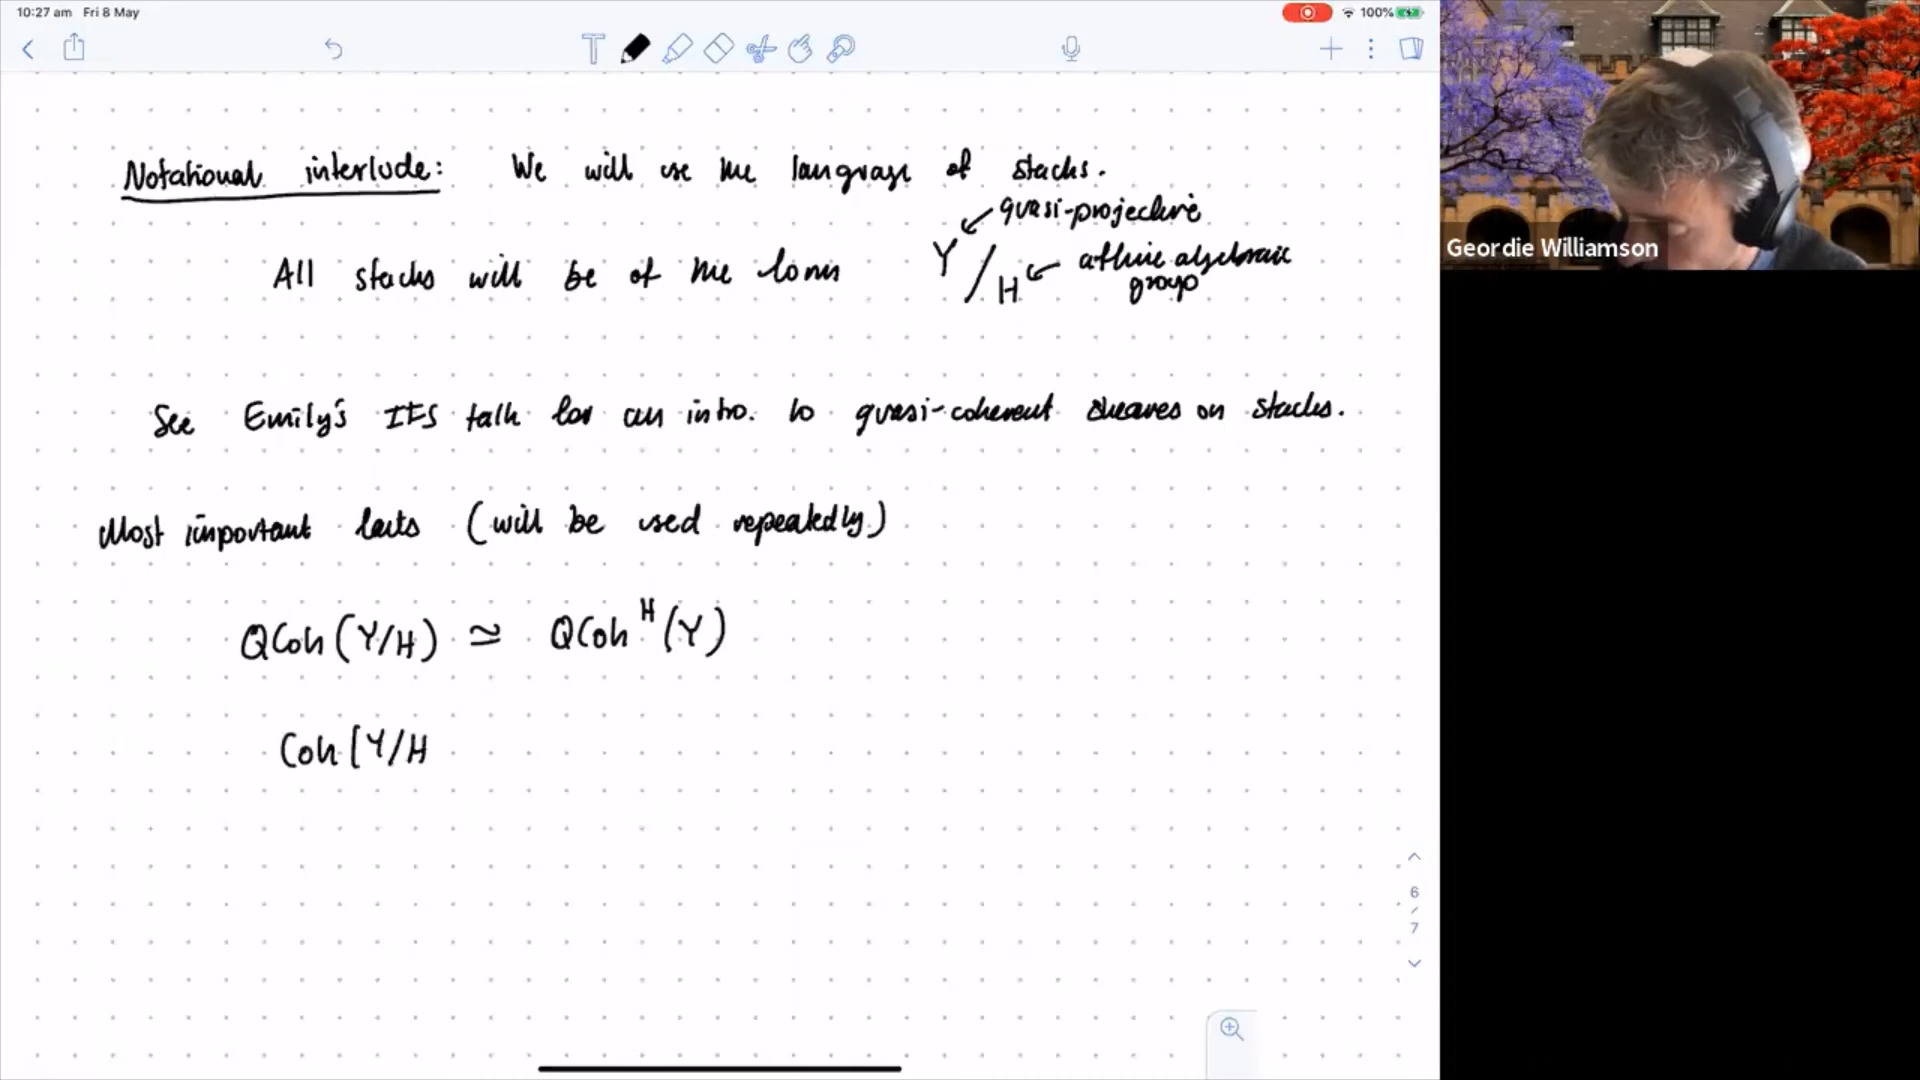 10:27 am Fri 8 May
100%
Notational interlude: We will use the language of stacks.
All stacks will be of the form Y/H
quasi-projective
affine algebraic group
See Emily's IFS talk for an intro. to quasi-coherent sheaves on stacks.
Most important facts (will be used repeatedly)
QCoh(Y/H) ≃ QCoh^H(Y)
Coh(Y/H
6
/
7
Geordie Williamson